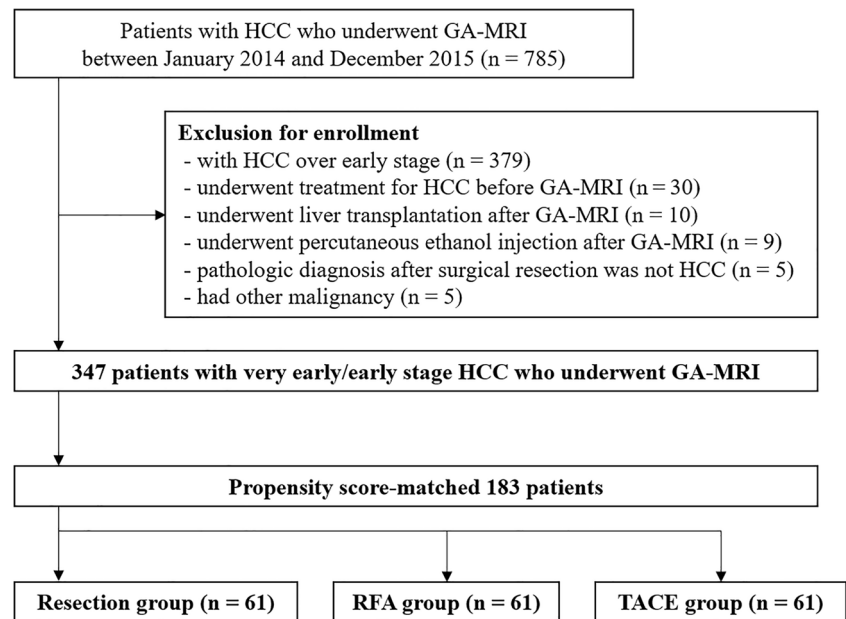 Patients with HCC who underwent GA-MRI
between January 2014 and December 2015 (n = 785)
Exclusion for enrollment
- with HCC over early stage (n = 379)
- underwent treatment for HCC before GA-MRI (n = 30)
- underwent liver transplantation after GA-MRI (n = 10)
- underwent percutaneous ethanol injection after GA-MRI (n = 9)
- pathologic diagnosis after surgical resection was not HCC (n = 5)
- had other malignancy (n = 5)
347 patients with very early/early stage HCC who underwent GA-MRI
Propensity score-matched 183 patients
Resection group (n = 61)
RFA group (n = 61)
TACE group (n = 61)